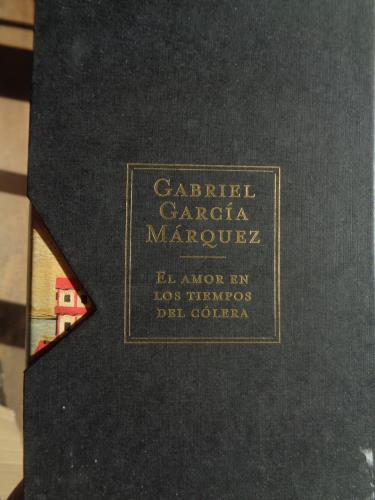 GABRIEL
GARCÍA
MÁRQUEZ
EL AMOR EN
LOS TIEMPOS
DEL CÓLERA